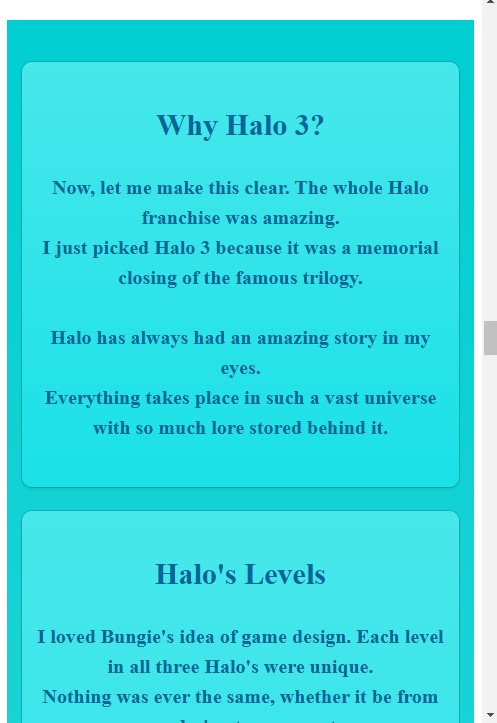 Why Halo 3?
Now, let me make this clear. The whole Halo
franchise was amazing.
I just picked Halo 3 because it was a memorial
closing of the famous trilogy.
Halo has always had an amazing story in my
eyes.
Everything takes place in such a vast universe
with so much lore stored behind it.
Halo's Levels
I loved Bungie's idea of game design. Each level
in all three Halo's were unique.
Nothing was ever the same, whether it be from